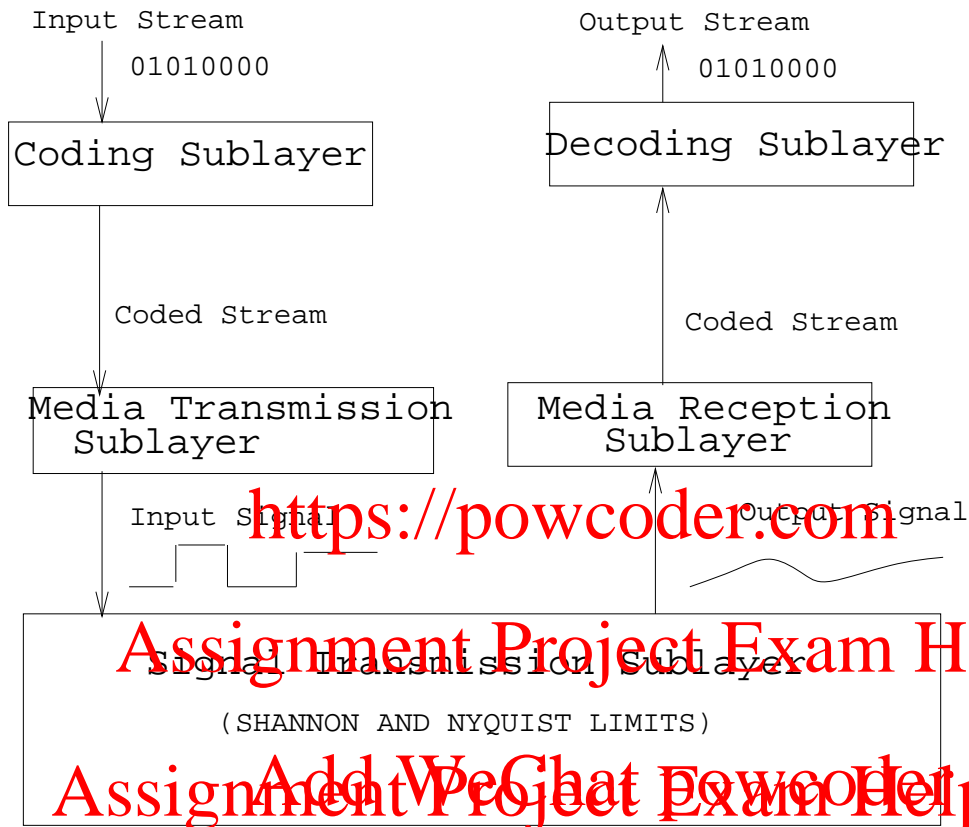 Input Stream
Output Stream
01010000
01010000
Coding Sublayer
Decoding Sublayer
Coded Stream
Coded Stream
Media Transmission
Sublayer
Media Reception
Sublayer
Input Signal
https://powcoder.com
Output Signal
Assignment Project Exam H
Signal Transmission Sublayer
(SHANNON AND NYQUIST LIMITS)
Add WeChat powcoder
Assignment Project Exam Help